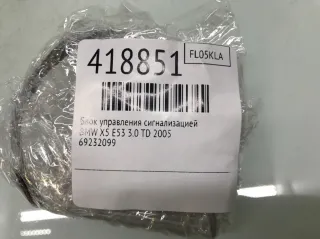 418851
FL05KLA
Блок управления сигнализацией
BMW X5 E53 3.0 TD 2005
69232099